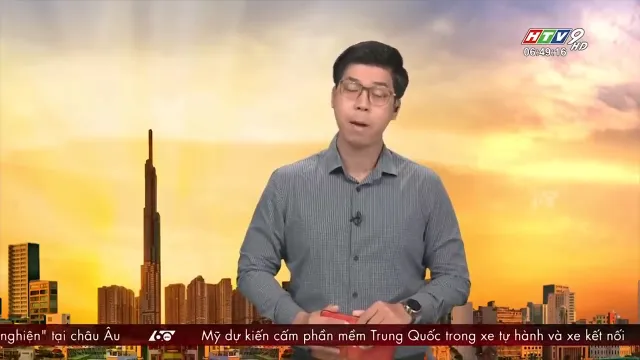 HTV9
HD
06:49:16
nghiện" tại châu Âu
60
Mỹ dự kiến cấm phần mềm Trung Quốc trong xe tự hành và xe kết nối